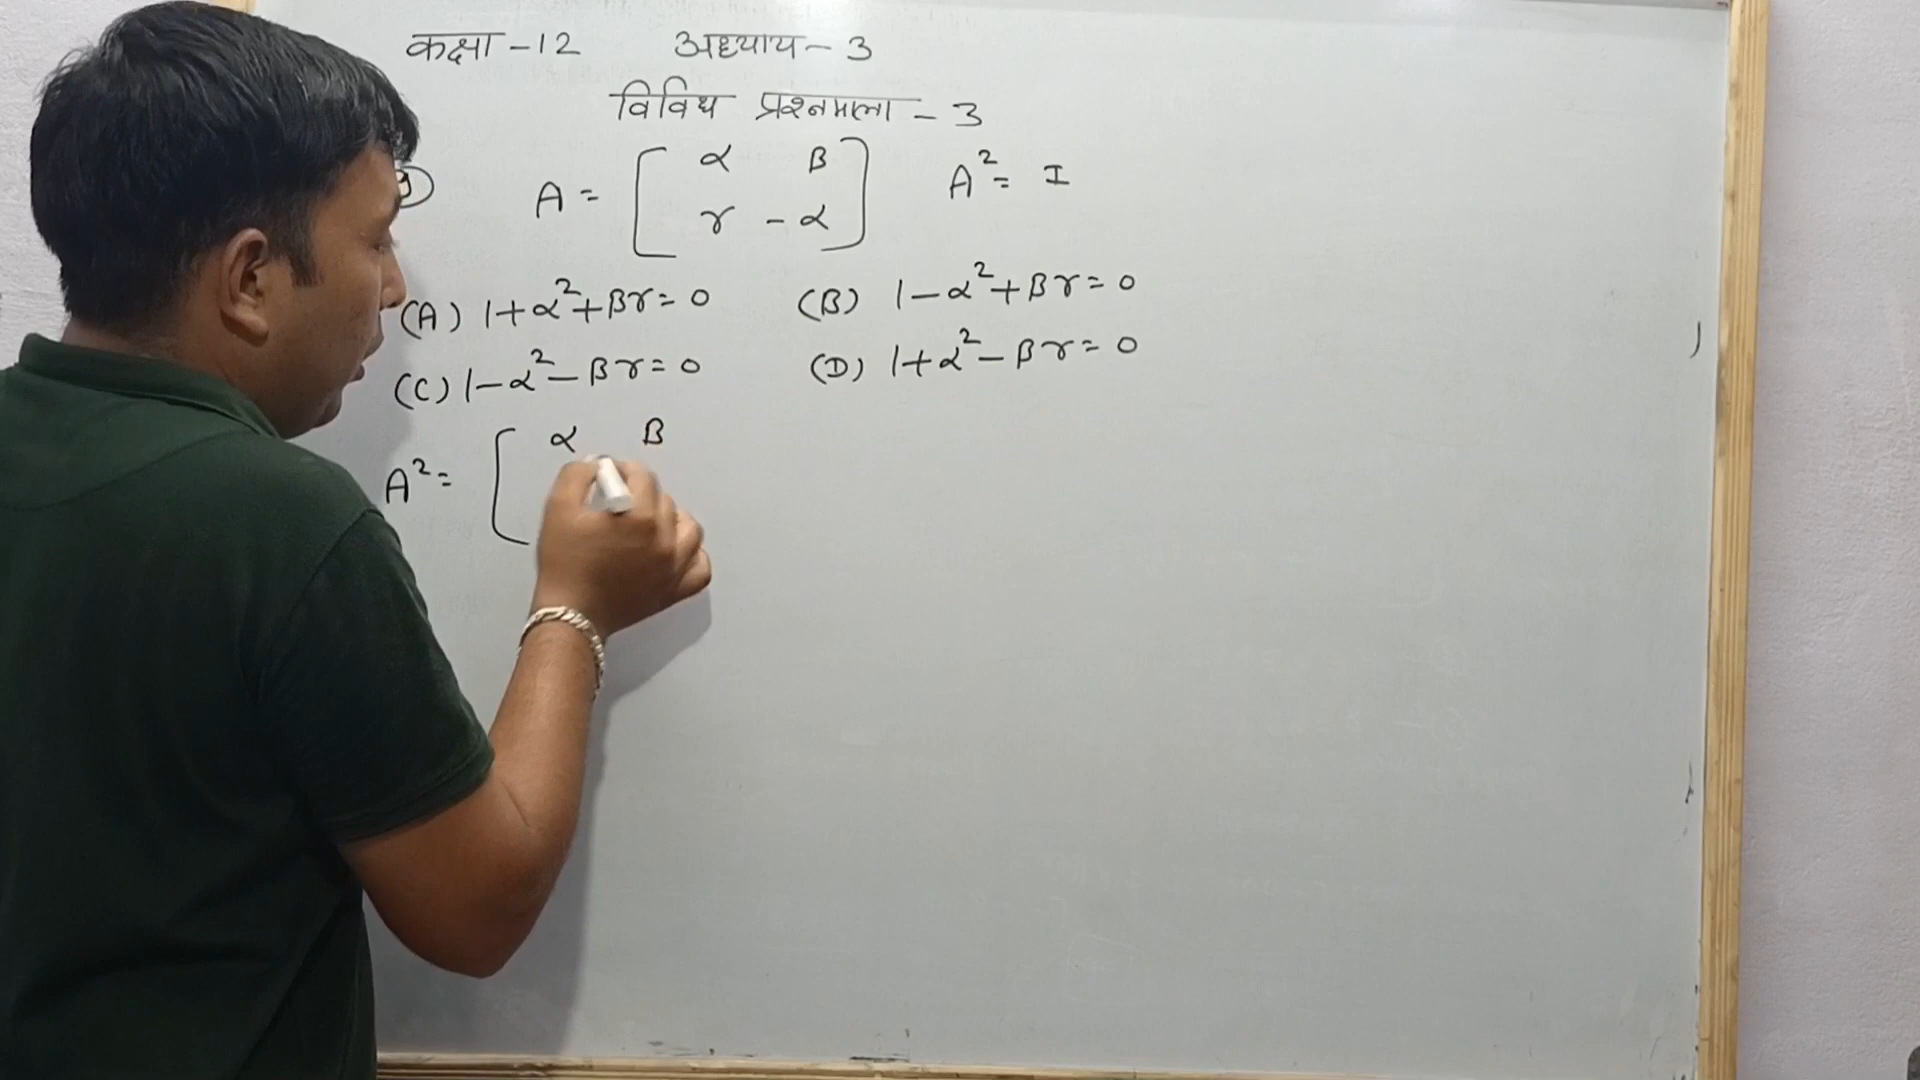 कक्षा - 12 अध्याय - 3
विविध प्रश्नमला - 3
A = [ α β ] A² = I
[ γ - α ]
(A) 1+α²+βγ=0 (B) 1-α²+βγ=0
(C) 1-α²-βγ=0 (D) 1+α²-βγ=0
A² = [ α β